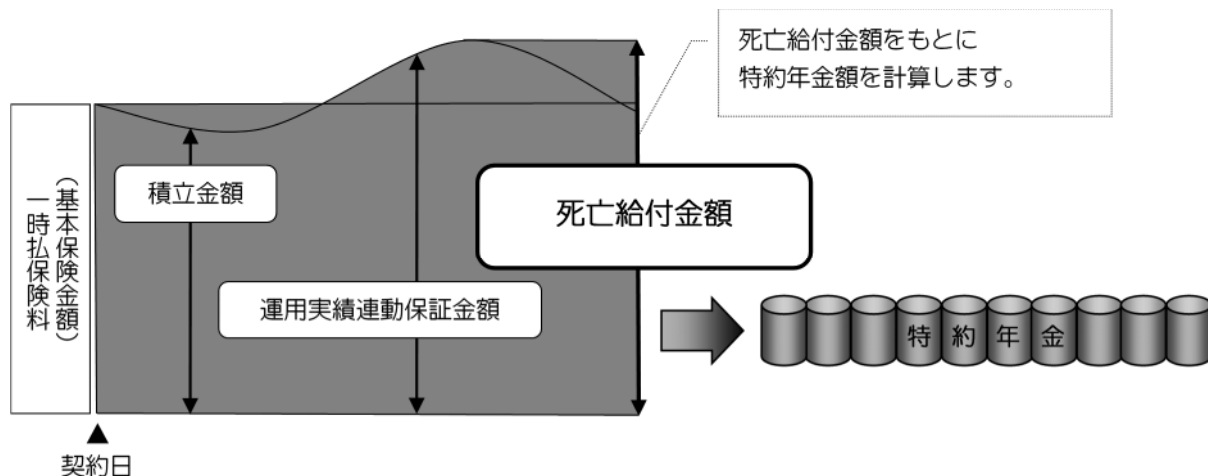 死亡給付金額をもとに
特約年金額を計算します。
一時払保険料
（基本保険金額）
積立金額
死亡給付金額
運用実績連動保証金額
特約年金
▲
契約日